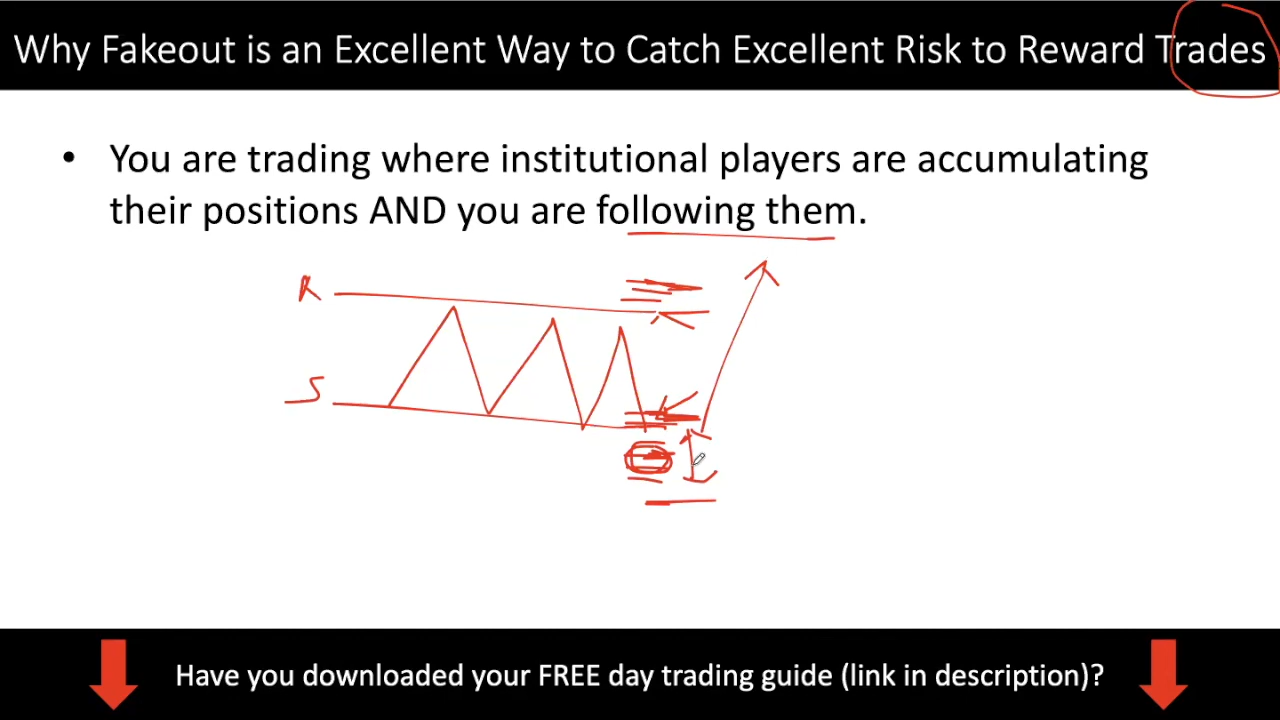 Why Fakeout is an Excellent Way to Catch Excellent Risk to Reward Trades
• You are trading where institutional players are accumulating
their positions AND you are following them.
R
S
Have you downloaded your FREE day trading guide (link in description)?